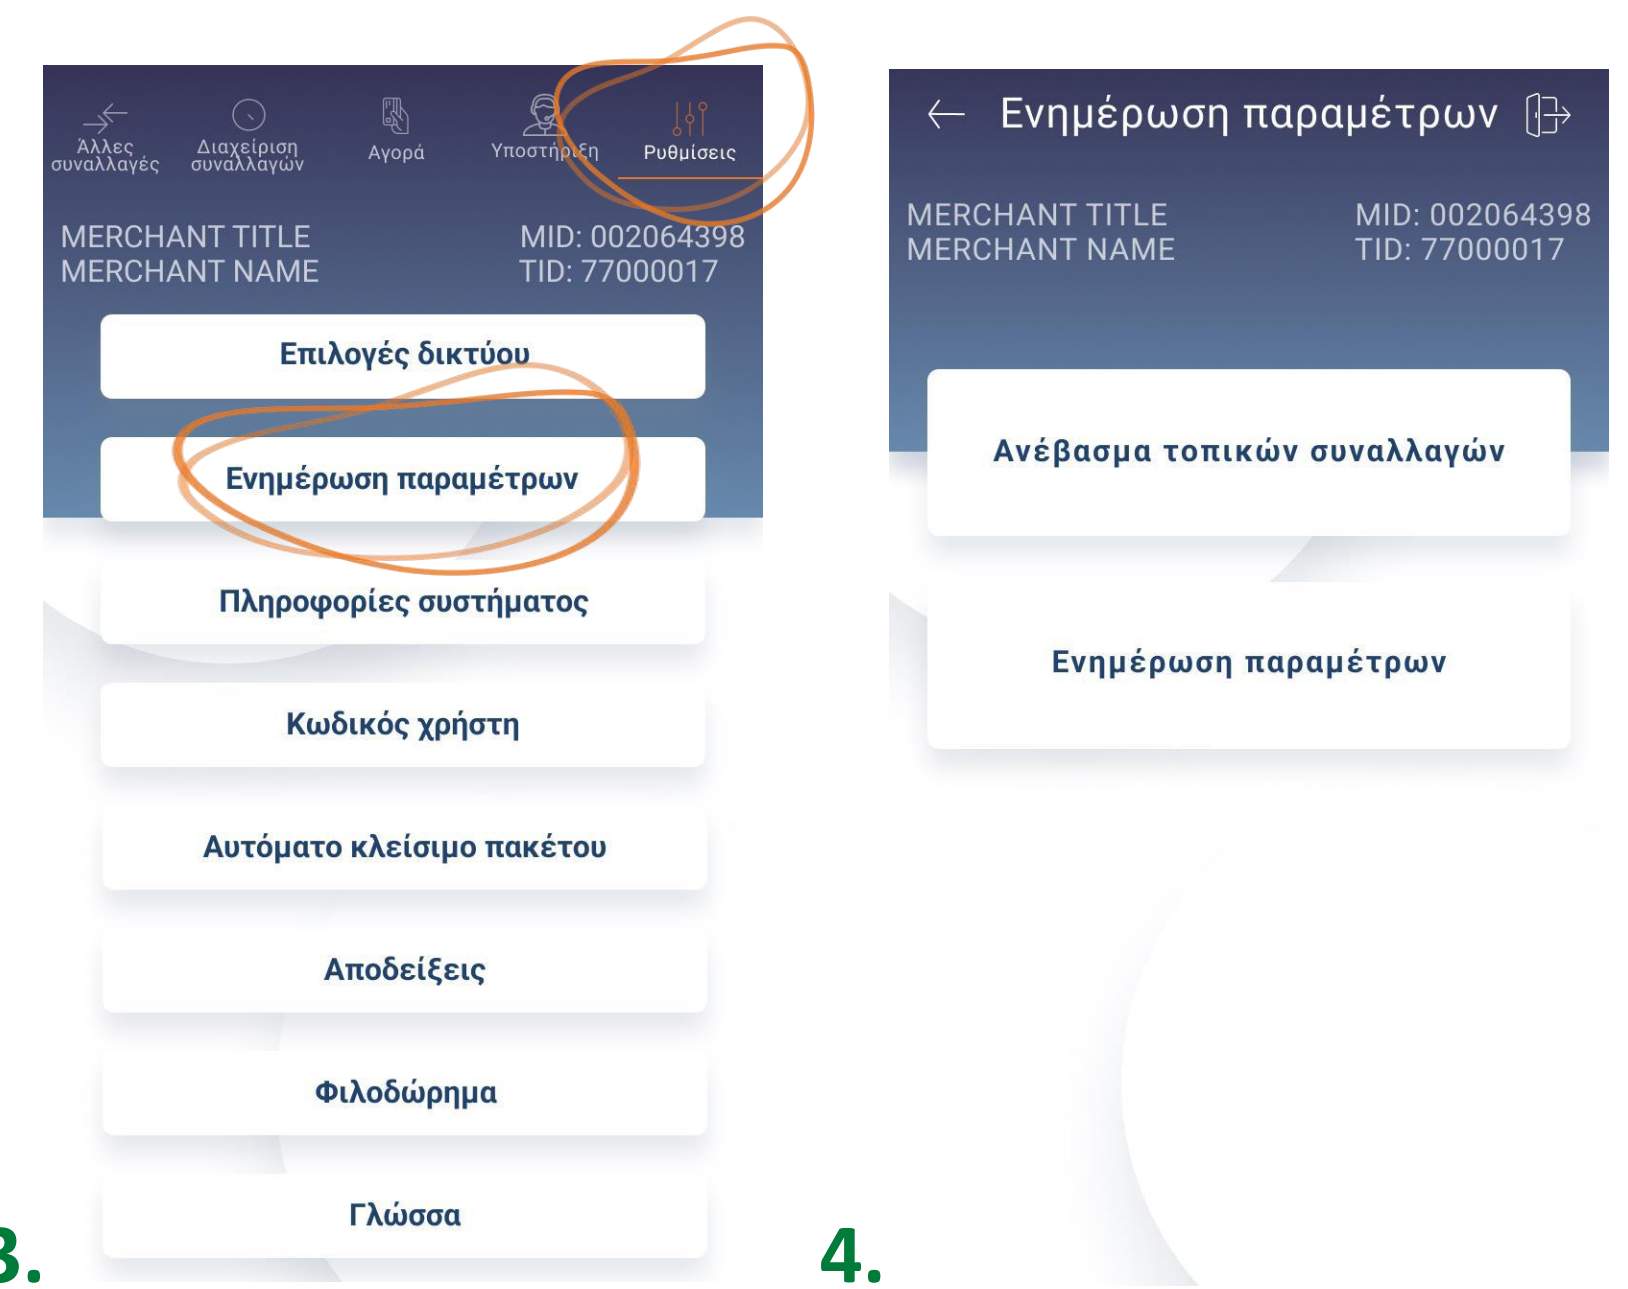 Άλλες
συναλλαγές
Διαχείριση
συναλλαγών
Αγορά
Υποστήριξη
Ρυθμίσεις
MERCHANT TITLE
MID: 002064398
MERCHANT NAME
TID: 77000017
Επιλογές δικτύου
Ενημέρωση παραμέτρων
Πληροφορίες συστήματος
Κωδικός χρήστη
Αυτόματο κλείσιμο πακέτου
Αποδείξεις
Φιλοδώρημα
Γλώσσα
3.
Ενημέρωση παραμέτρων
MERCHANT TITLE
MID: 002064398
MERCHANT NAME
TID: 77000017
Ανέβασμα τοπικών συναλλαγών
Ενημέρωση παραμέτρων
4.